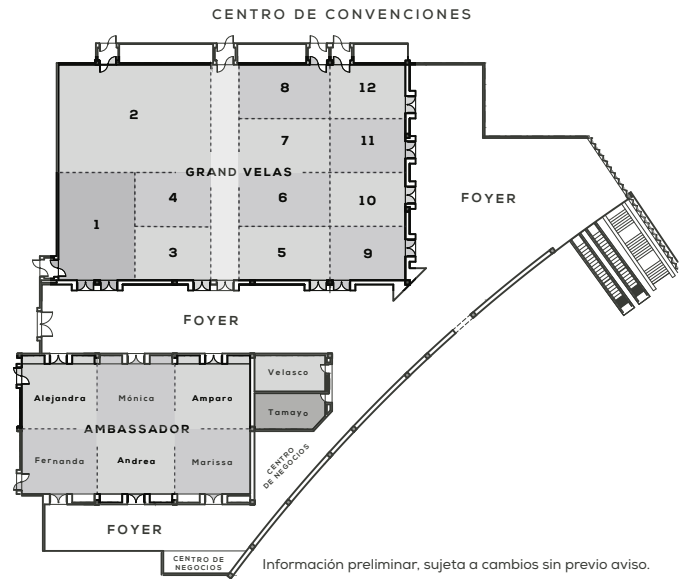 CENTRO DE CONVENCIONES
8
12
2
7
11
GRAND VELAS
4
6
10
FOYER
1
3
5
9
FOYER
Velasco
Alejandra
Mónica
Amparo
Tamayo
AMBASSADOR
Fernanda
Andrea
Marissa
CENTRO
DE NEGOCIOS
FOYER
CENTRO DE
NEGOCIOS
Información preliminar, sujeta a cambios sin previo aviso.